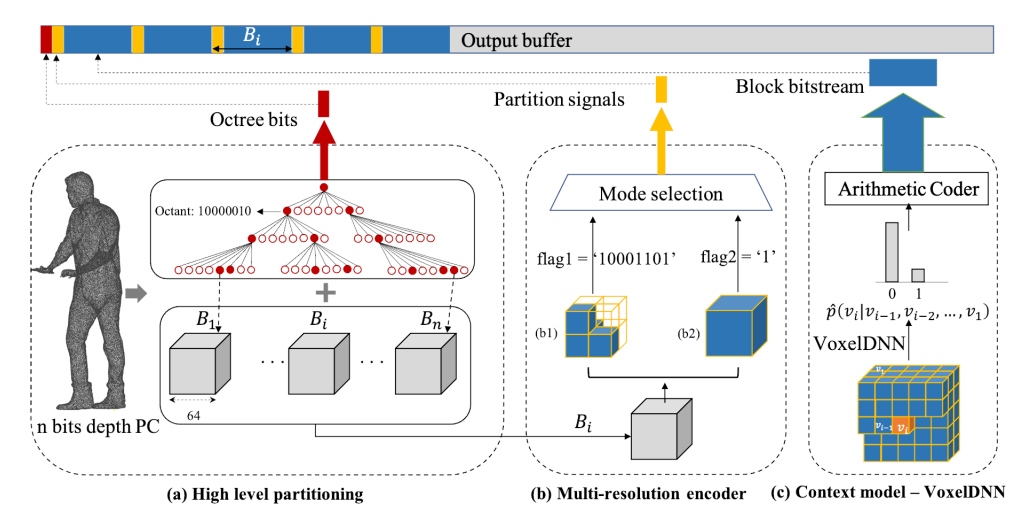 B_i
Output buffer
Octree bits
Partition signals
Block bitstream
Octant: 10000010
Mode selection
Arithmetic Coder
flag1 = ‘10001101’
flag2 = ‘1’
0 1
p̂(v_i|v_{i-1}, v_{i-2}, ..., v_1)
VoxelDNN
B_1
B_i
B_n
(b1)
(b2)
64
n bits depth PC
B_i
v_1
v_{i-1}
v_i
(a) High level partitioning
(b) Multi-resolution encoder
(c) Context model – VoxelDNN